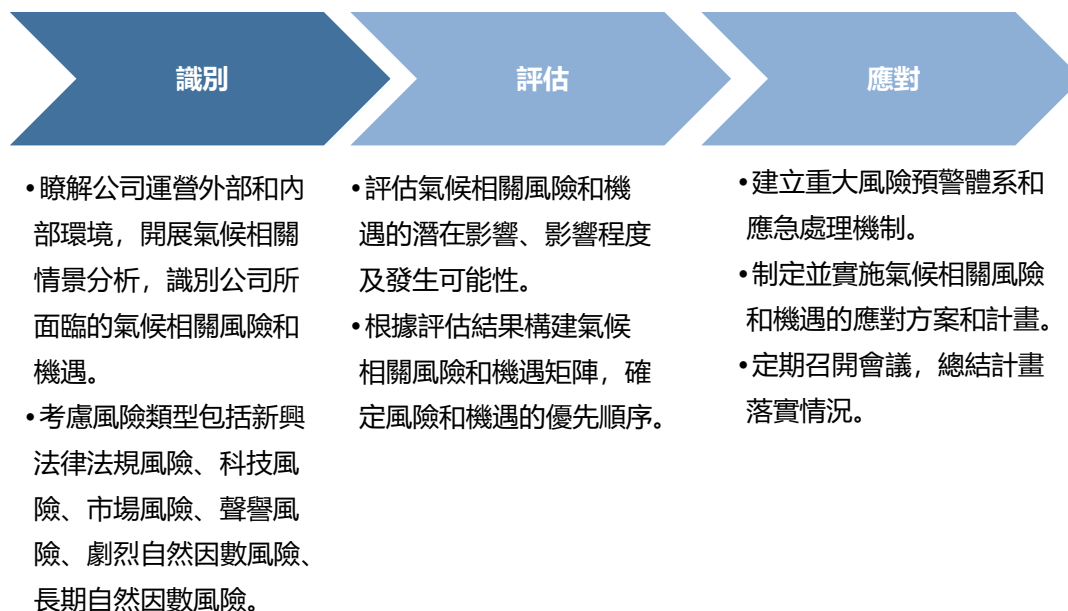 識別
•瞭解公司運營外部和內
部環境，開展氣候相關
情景分析，識別公司所
面臨的氣候相關風險和
機遇。
•考慮風險類型包括新興
法律法規風險、科技風
險、市場風險、聲譽風
險、劇烈自然因數風險、
長期自然因數風險。
評估
•評估氣候相關風險和機
遇的潛在影響、影響程度
及發生可能性。
•根據評估結果構建氣候
相關風險和機遇矩陣，確
定風險和機遇的優先順序。
應對
•建立重大風險預警體系和
應急處理機制。
•制定並實施氣候相關風險
和機遇的應對方案和計畫。
•定期召開會議，總結計畫
落實情況。